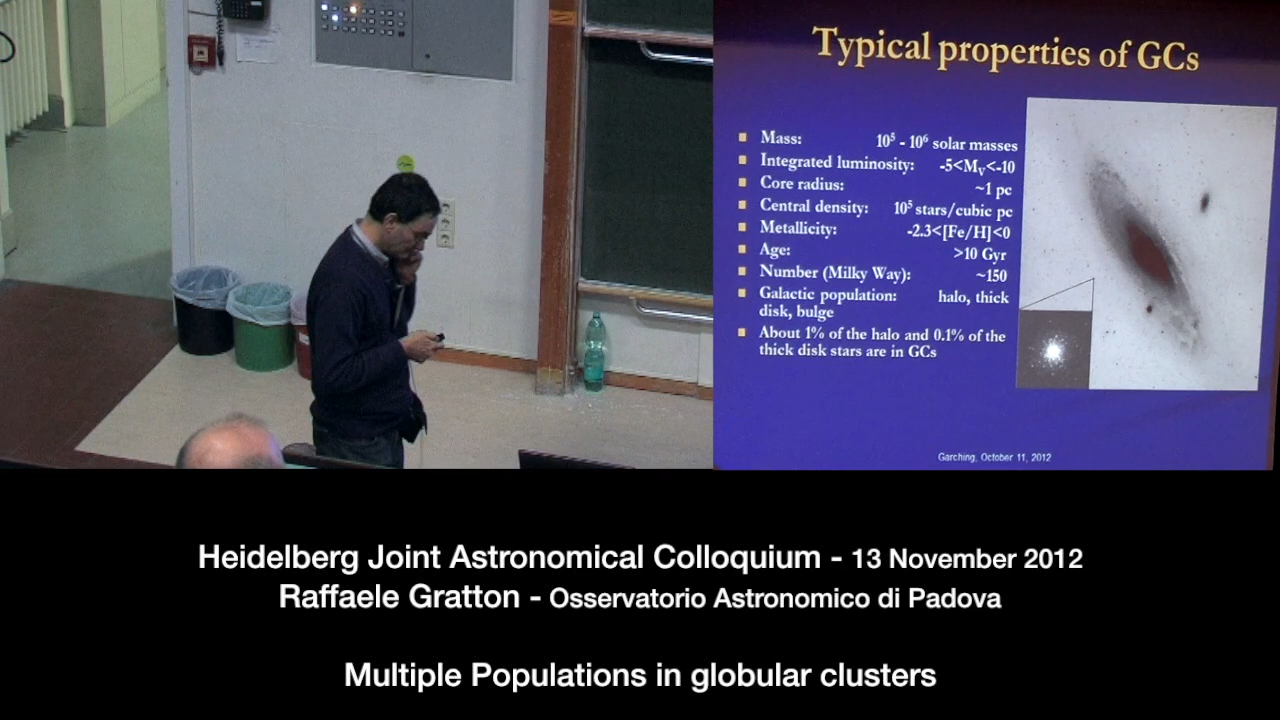 Typical properties of GCs
Mass: 10⁵ - 10⁶ solar masses
Integrated luminosity: -5<Mᵥ<-10
Core radius: ~1 pc
Central density: 10⁵ stars/cubic pc
Metallicity: -2.3<[Fe/H]<0
Age: >10 Gyr
Number (Milky Way): ~150
Galactic population: halo, thick
disk, bulge
About 1% of the halo and 0.1% of the
thick disk stars are in GCs
Garching, October 11, 2012
Heidelberg Joint Astronomical Colloquium - 13 November 2012
Raffaele Gratton - Osservatorio Astronomico di Padova
Multiple Populations in globular clusters